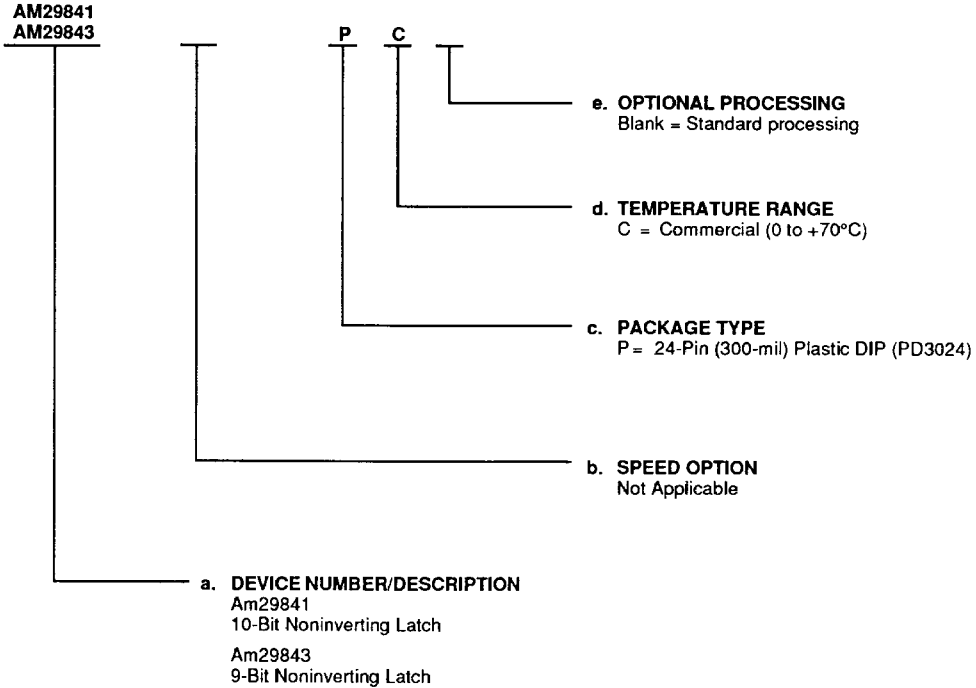 AM29841
AM29843
P C
e. OPTIONAL PROCESSING
Blank = Standard processing
d. TEMPERATURE RANGE
C = Commercial (0 to +70°C)
c. PACKAGE TYPE
P = 24-Pin (300-mil) Plastic DIP (PD3024)
b. SPEED OPTION
Not Applicable
a. DEVICE NUMBER/DESCRIPTION
Am29841
10-Bit Noninverting Latch
Am29843
9-Bit Noninverting Latch